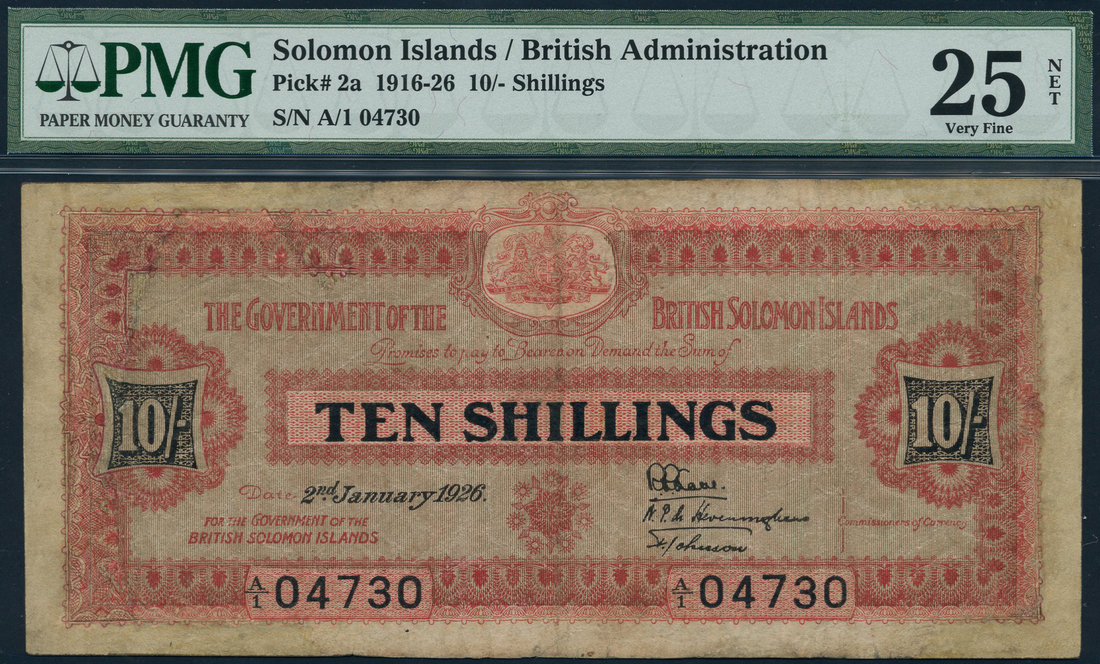 PMG
PAPER MONEY GUARANTY
Solomon Islands / British Administration
Pick# 2a 1916-26 10/- Shillings
S/N A/1 04730
25
NET
Very Fine
THE GOVERNMENT OF THE BRITISH SOLOMON ISLANDS
Promises to pay to Bearer on Demand the Sum of
TEN SHILLINGS
10/-
10/-
Date 2nd January 1926.
FOR THE GOVERNMENT OF THE
BRITISH SOLOMON ISLANDS
Johnson
Commissioners of Currency
A/1 04730
A/1 04730